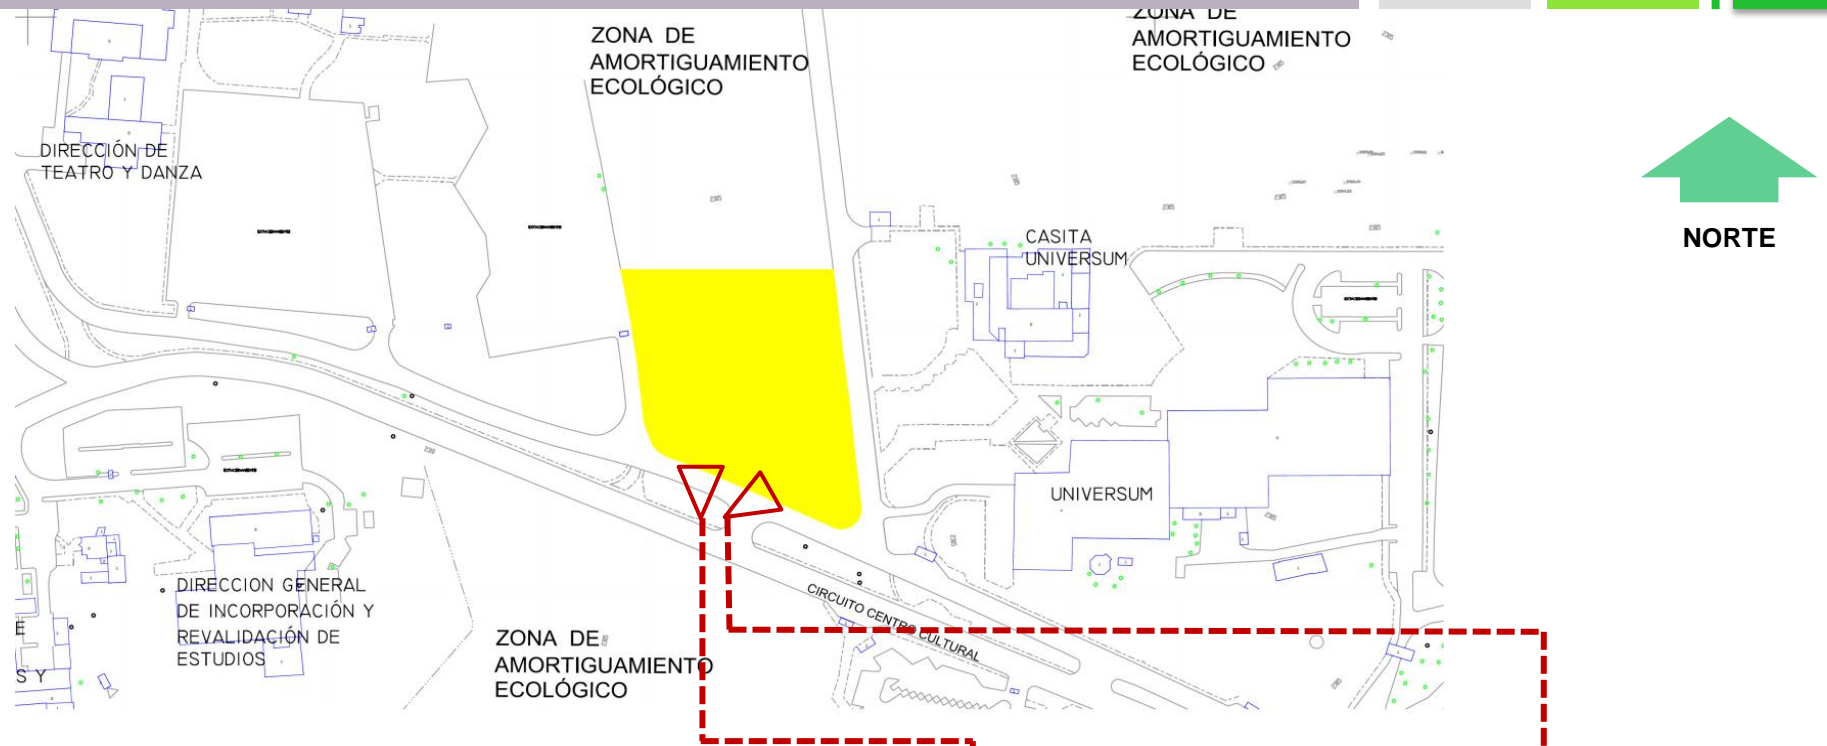 ZONA DE
AMORTIGUAMIENTO
ECOLÓGICO
ZONA DE
AMORTIGUAMIENTO
ECOLÓGICO
NORTE
DIRECCIÓN DE
TEATRO Y DANZA
CASITA
UNIVERSUM
UNIVERSUM
DIRECCION GENERAL
DE INCORPORACIÓN Y
REVALIDACIÓN DE
ESTUDIOS
E
S Y
ZONA DE
AMORTIGUAMIENTO
ECOLÓGICO
CIRCUITO CENTRO CULTURAL